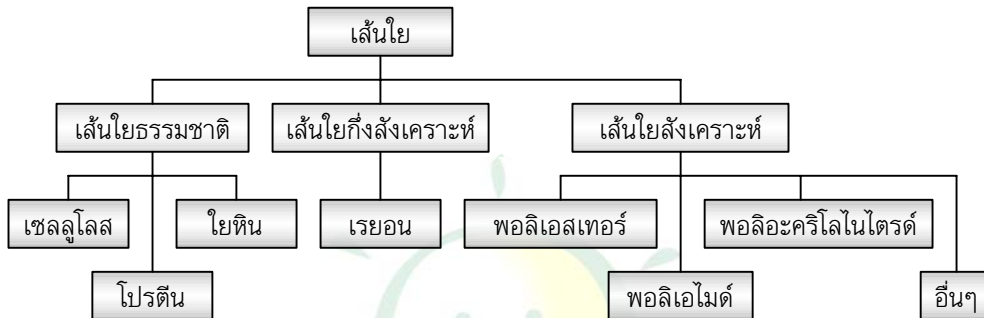 เส้นใย
เส้นใยธรรมชาติ เส้นใยกึ่งสังเคราะห์ เส้นใยสังเคราะห์
เซลลูโลส ใยหิน เรยอน พอลิเอสเทอร์ พอลิอะคริโลไนไตรด์
โปรตีน พอลิเอไมด์ อื่นๆ